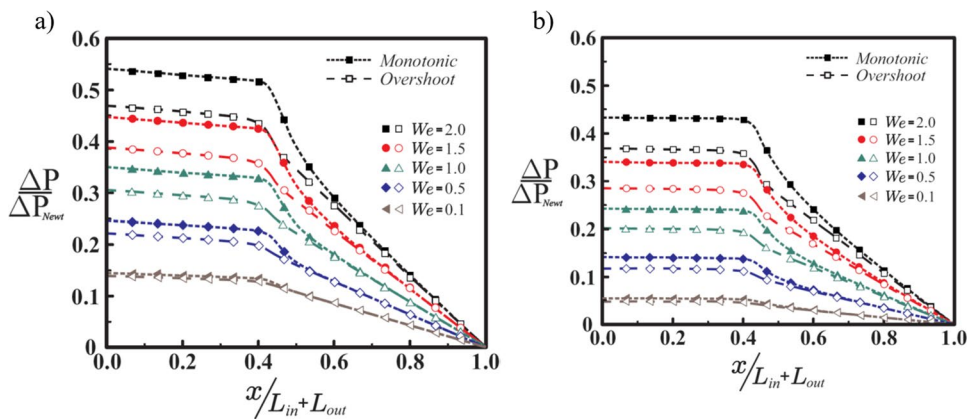 a)
0.6
0.5
0.4
0.3
0.2
0.1
0
ΔP
ΔP_Newt
Monotonic
Overshoot
We=2.0
We=1.5
We=1.0
We=0.5
We=0.1
0.0 0.2 0.4 0.6 0.8 1.0
x/L_in+L_out
b)
0.6
0.5
0.4
0.3
0.2
0.1
0
ΔP
ΔP_Newt
Monotonic
Overshoot
We=2.0
We=1.5
We=1.0
We=0.5
We=0.1
0.0 0.2 0.4 0.6 0.8 1.0
x/L_in+L_out